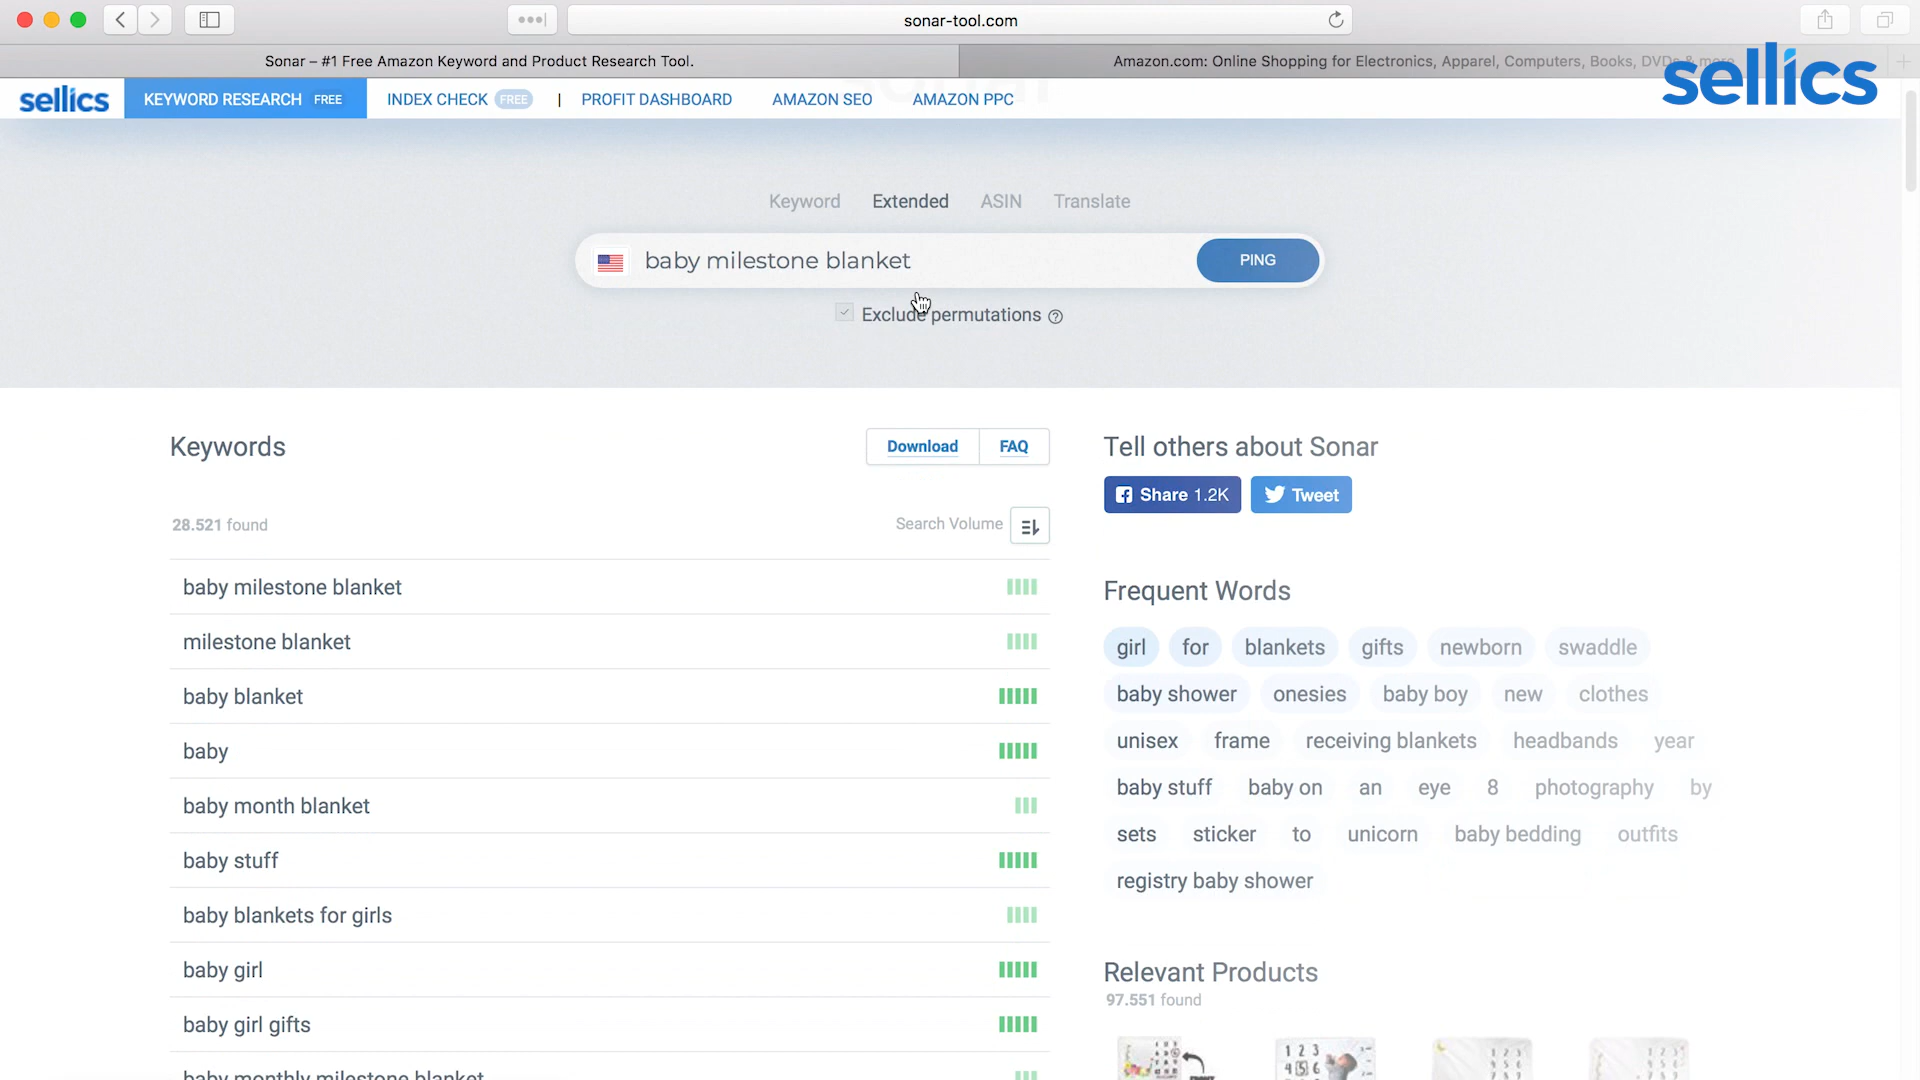 sonar-tool.com
Sonar – #1 Free Amazon Keyword and Product Research Tool.
Amazon.com: Online Shopping for Electronics, Apparel, Computers, Books, DVDs & more
sellics
sellics
KEYWORD RESEARCH FREE
INDEX CHECK FREE
|
PROFIT DASHBOARD
AMAZON SEO
AMAZON PPC
Keyword
Extended
ASIN
Translate
baby milestone blanket
PING
Exclude permutations ?
Keywords
Download
FAQ
28.521 found
Search Volume
baby milestone blanket
milestone blanket
baby blanket
baby
baby month blanket
baby stuff
baby blankets for girls
baby girl
baby girl gifts
baby monthly milestone blanket
Tell others about Sonar
Share 1.2K
Tweet
Frequent Words
girl for blankets gifts newborn swaddle
baby shower onesies baby boy new clothes
unisex frame receiving blankets headbands year
baby stuff baby on an eye 8 photography by
sets sticker to unicorn baby bedding outfits
registry baby shower
Relevant Products
97.551 found